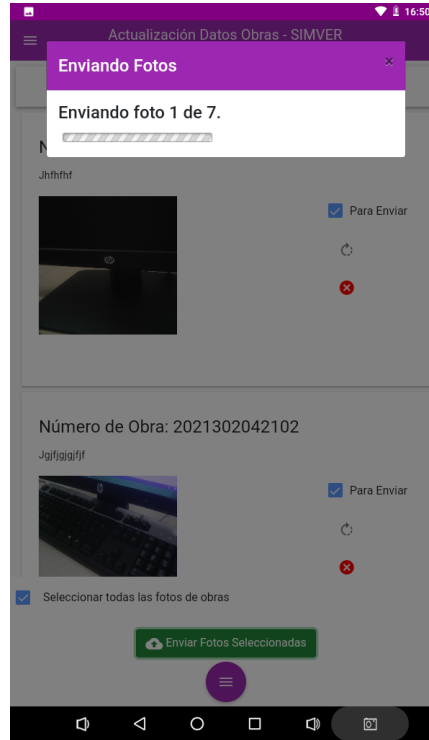 16:50
Actualización Datos Obras - SIMVER
Enviando Fotos
Enviando foto 1 de 7.
N
Jhfhfhf
Para Enviar
hp
Número de Obra: 2021302042102
Jgjfjgjgjfjf
Para Enviar
Seleccionar todas las fotos de obras
Enviar Fotos Seleccionadas